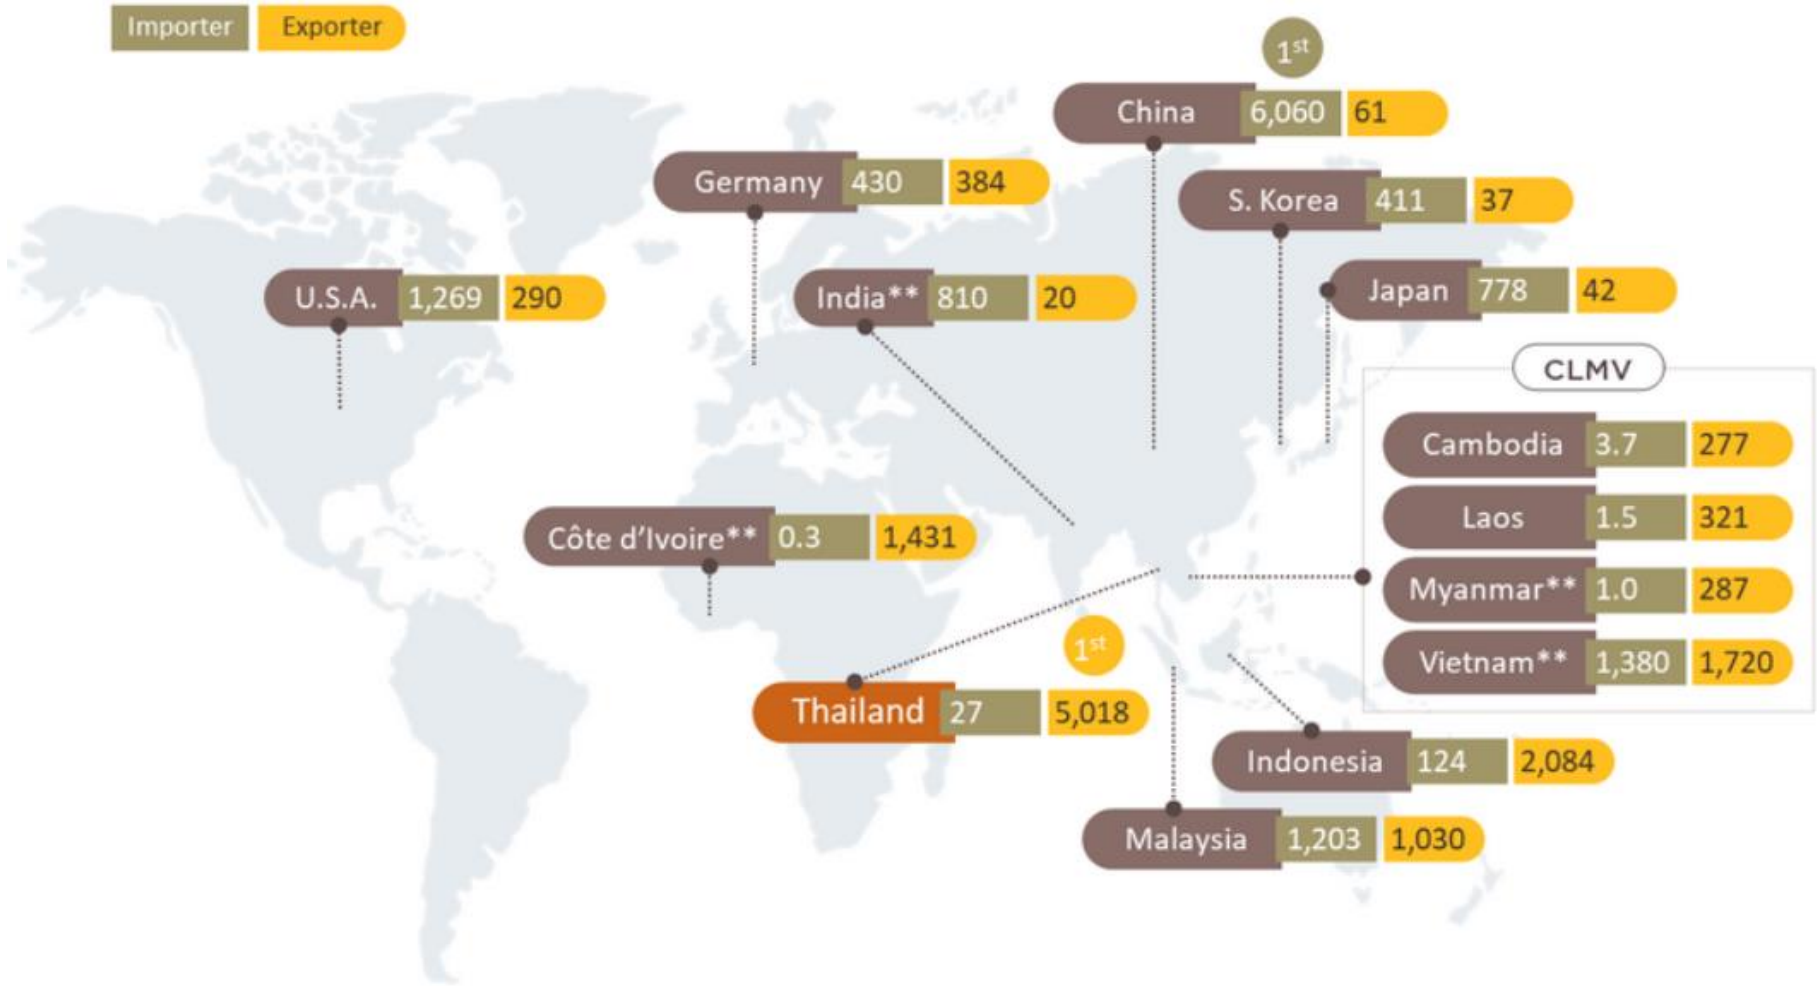 Importer Exporter
1st
China 6,060 61
Germany 430 384
S. Korea 411 37
U.S.A. 1,269 290
India** 810 20
Japan 778 42
CLMV
Cambodia 3.7 277
Laos 1.5 321
Myanmar** 1.0 287
Vietnam** 1,380 1,720
Côte d’Ivoire** 0.3 1,431
1st
Thailand 27 5,018
Indonesia 124 2,084
Malaysia 1,203 1,030